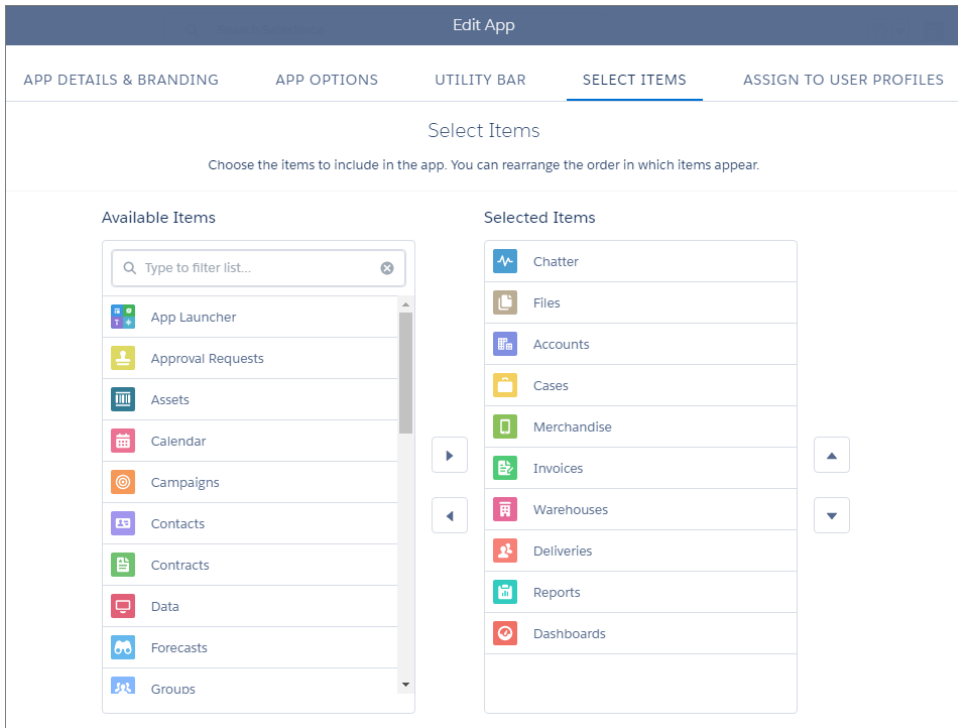 Edit App
APP DETAILS & BRANDING APP OPTIONS UTILITY BAR SELECT ITEMS ASSIGN TO USER PROFILES
Select Items
Choose the items to include in the app. You can rearrange the order in which items appear.
Available Items
Type to filter list...
App Launcher
Approval Requests
Assets
Calendar
Campaigns
Contacts
Contracts
Data
Forecasts
Groups
Selected Items
Chatter
Files
Accounts
Cases
Merchandise
Invoices
Warehouses
Deliveries
Reports
Dashboards